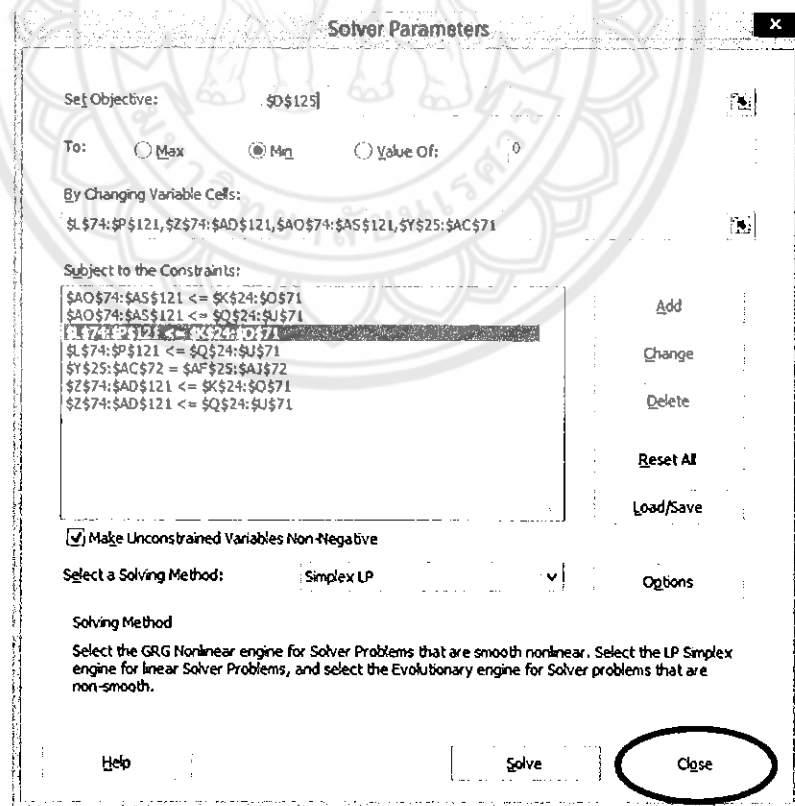 Solver Parameters
x
Set Objective:
$D$125
To:
Max
Min
Value Of:
0
By Changing Variable Cells:
$L$74:$P$121,$Z$74:$AD$121,$AO$74:$AS$121,$Y$25:$AC$71
Subject to the Constraints:
$AO$74:$AS$121 <= $K$24:$O$71
$AO$74:$AS$121 <= $Q$24:$U$71
$L$74:$P$121 <= $K$24:$O$71
$L$74:$P$121 <= $Q$24:$U$71
$Y$25:$AC$72 = $AF$25:$AJ$72
$Z$74:$AD$121 <= $K$24:$O$71
$Z$74:$AD$121 <= $Q$24:$U$71
Add
Change
Delete
Reset All
Load/Save
Make Unconstrained Variables Non-Negative
Select a Solving Method:
Simplex LP
Options
Solving Method
Select the GRG Nonlinear engine for Solver Problems that are smooth nonlinear. Select the LP Simplex
engine for linear Solver Problems, and select the Evolutionary engine for Solver problems that are
non-smooth.
Help
Solve
Close